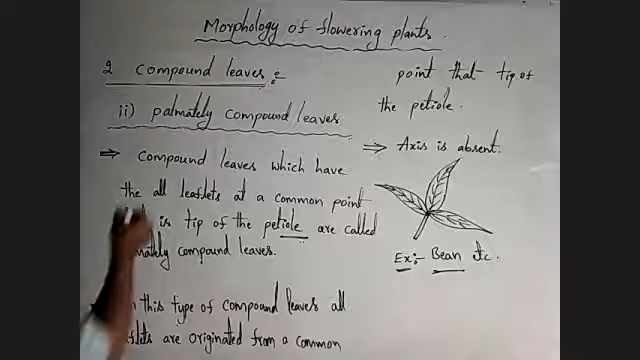 Morphology of flowering plants.
2 Compound leaves :-
ii) palmately compound leaves
⇒ Compound leaves which have
the all leaflets at a common point
is tip of the petiole are called
compound leaves.
this type of compound leaves all
are originated from a common
point that tip of
the petiole.
⇒ Axis is absent.
Ex:- Bean etc.